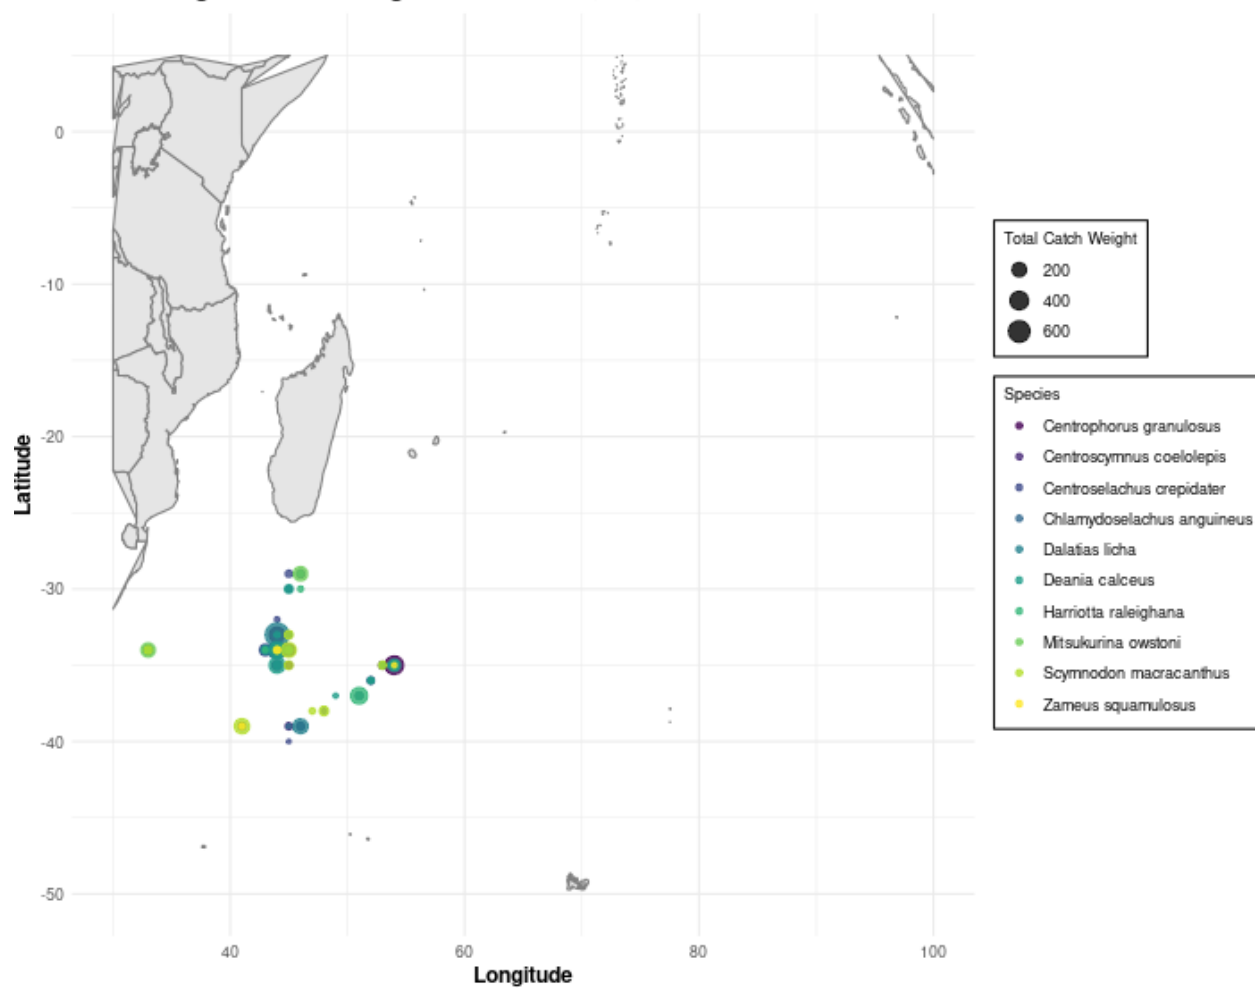 0
-10
-20
-30
-40
-50
Latitude
40 60 80 100
Longitude
Total Catch Weight
200
400
600
Species
Centrophorus granulosus
Centroscymnus coelolepis
Centroselachus crepidater
Chlamydoselachus anguineus
Dalatias licha
Deania calceus
Harriotta raleighana
Mitsukurina owstoni
Scymnodon macracanthus
Zameus squamulosus